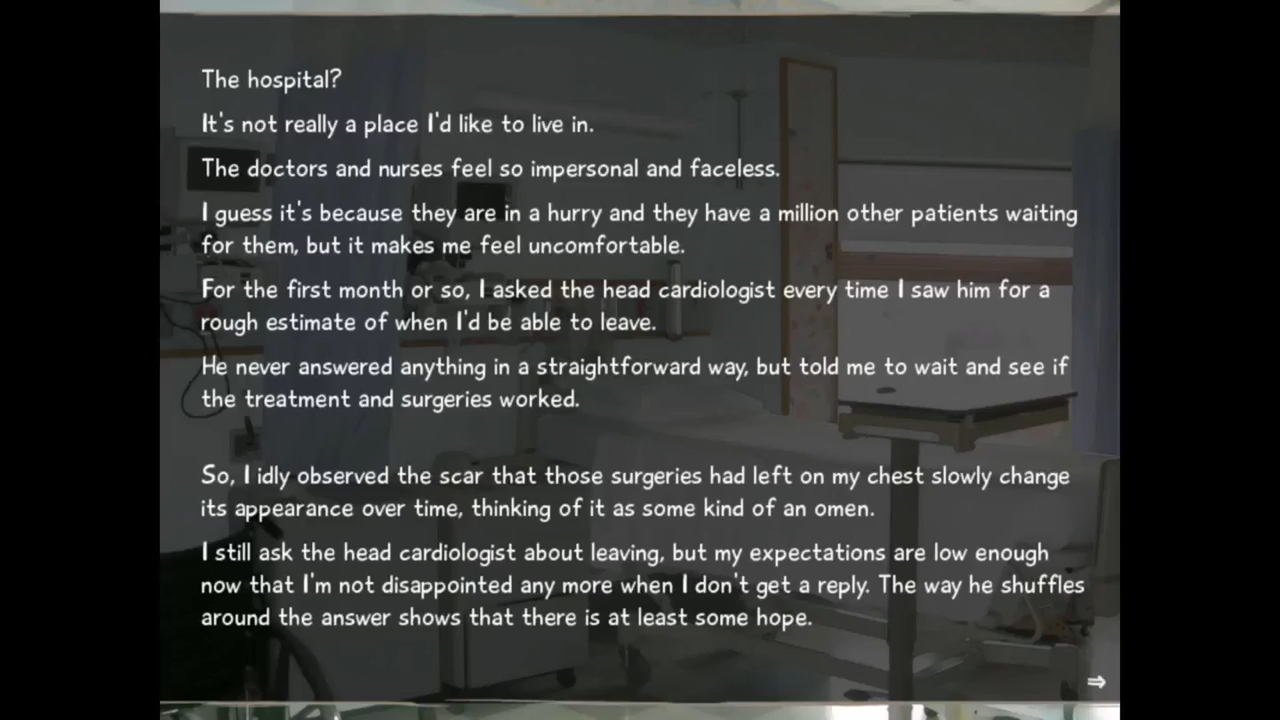 The hospital?
It's not really a place I'd like to live in.
The doctors and nurses feel so impersonal and faceless.
I guess it's because they are in a hurry and they have a million other patients waiting
for them, but it makes me feel uncomfortable.
For the first month or so, I asked the head cardiologist every time I saw him for a
rough estimate of when I'd be able to leave.
He never answered anything in a straightforward way, but told me to wait and see if
the treatment and surgeries worked.
So, I idly observed the scar that those surgeries had left on my chest slowly change
its appearance over time, thinking of it as some kind of an omen.
I still ask the head cardiologist about leaving, but my expectations are low enough
now that I'm not disappointed any more when I don't get a reply. The way he shuffles
around the answer shows that there is at least some hope.